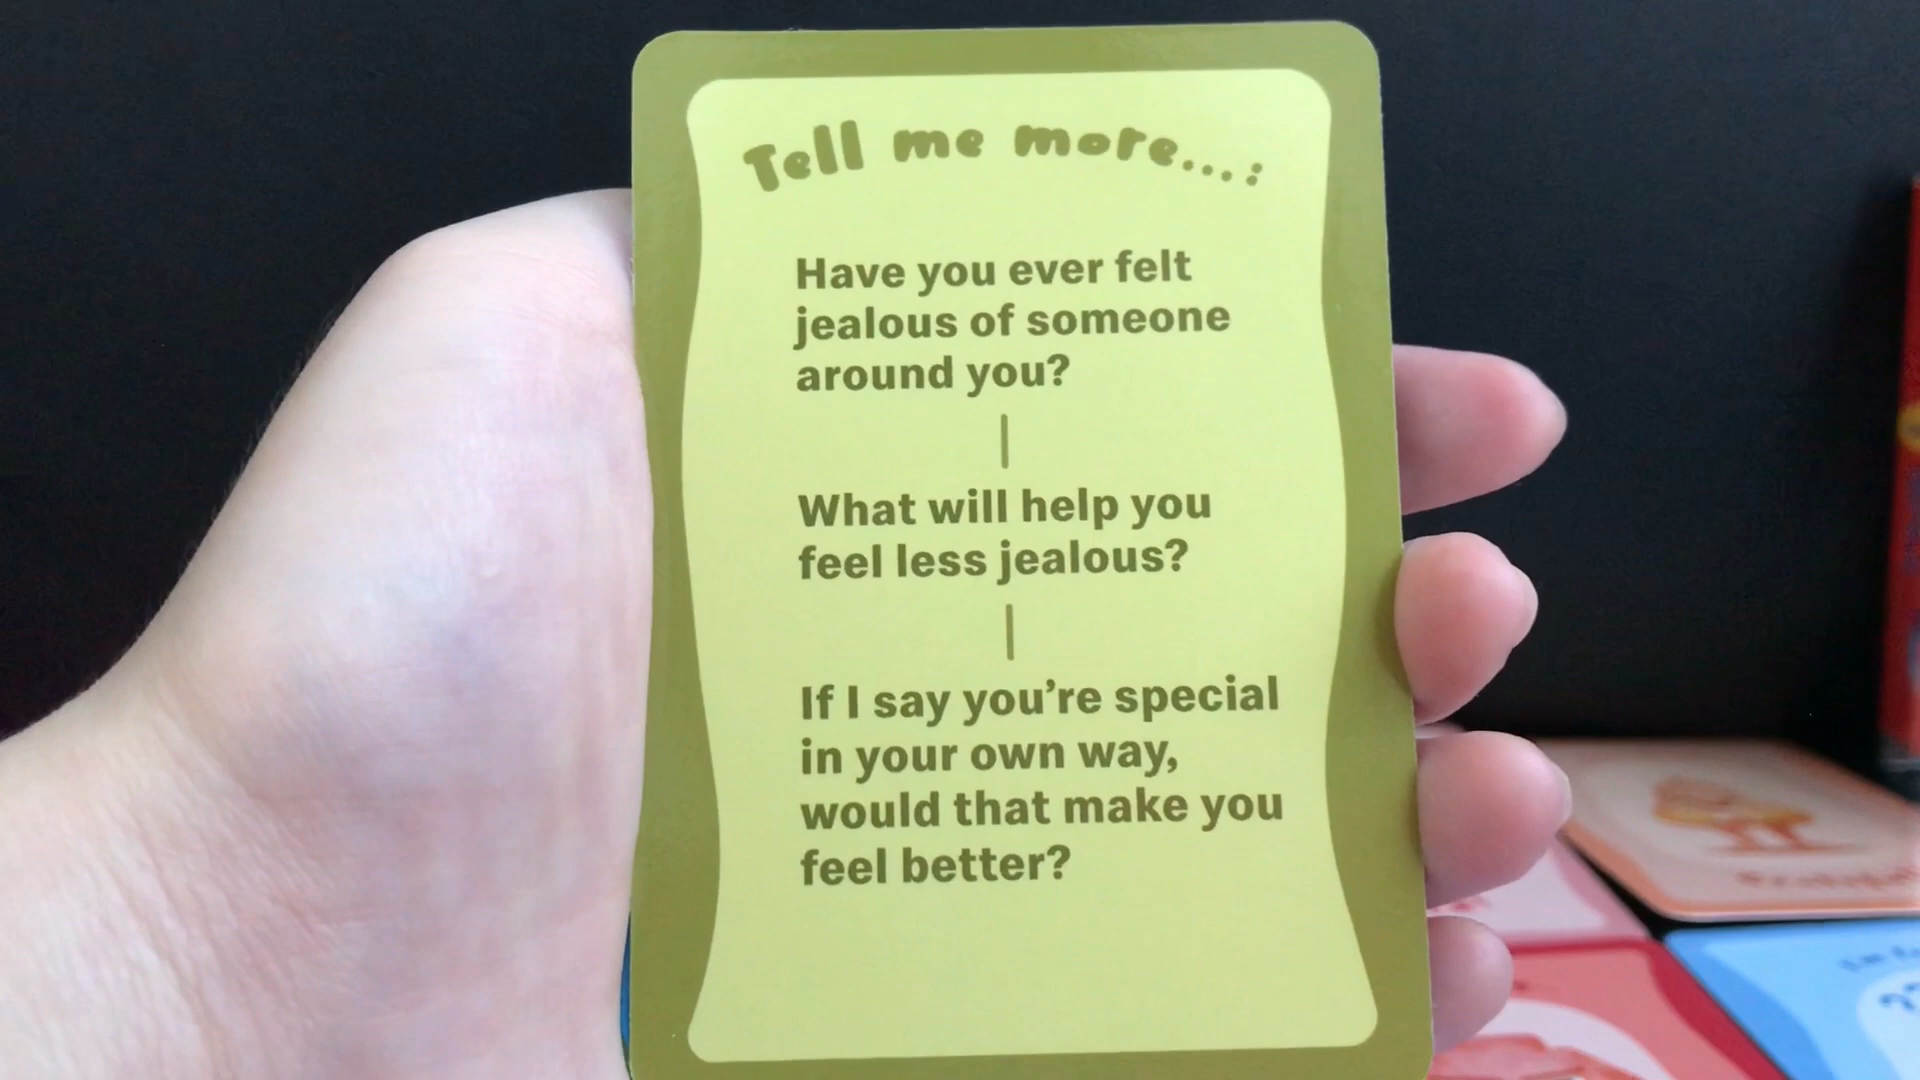 Tell me more...:
Have you ever felt
jealous of someone
around you?
What will help you
feel less jealous?
If I say you're special
in your own way,
would that make you
feel better?